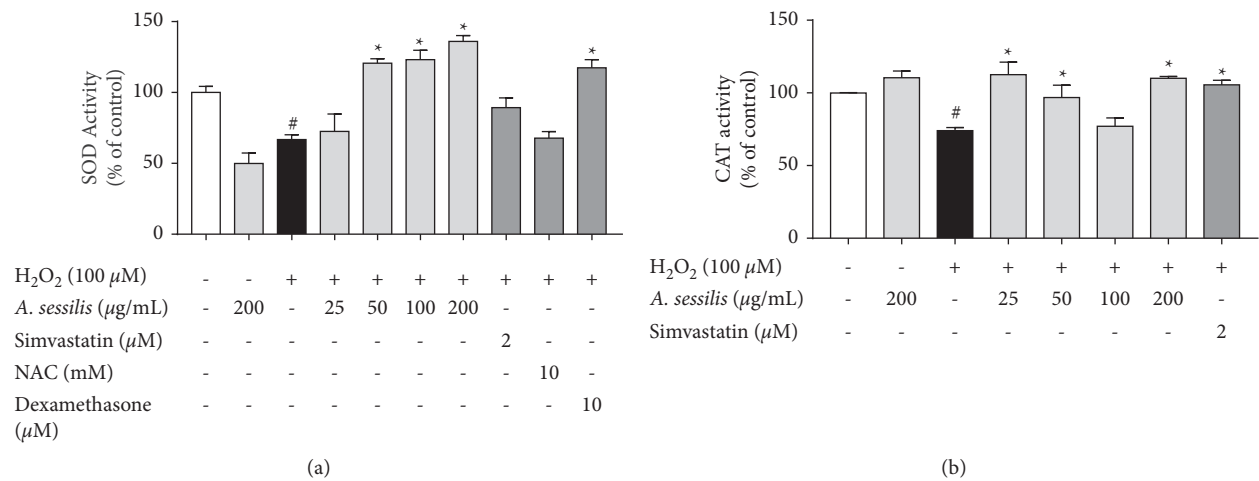 150
100
50
0
SOD Activity
(% of control)
#
*
*
*
*
H₂O₂ (100 μM) - - + + + + + + + +
A. sessilis (μg/mL) - 200 - 25 50 100 200 - - -
Simvastatin (μM) - - - - - - - 2 - -
NAC (mM) - - - - - - - - 10 -
Dexamethasone - - - - - - - - - 10
(μM)
(a)
150
100
50
0
CAT activity
(% of control)
#
*
*
*
*
H₂O₂ (100 μM) - - + + + + + +
A. sessilis (μg/mL) - 200 - 25 50 100 200 -
Simvastatin (μM) - - - - - - - 2
(b)